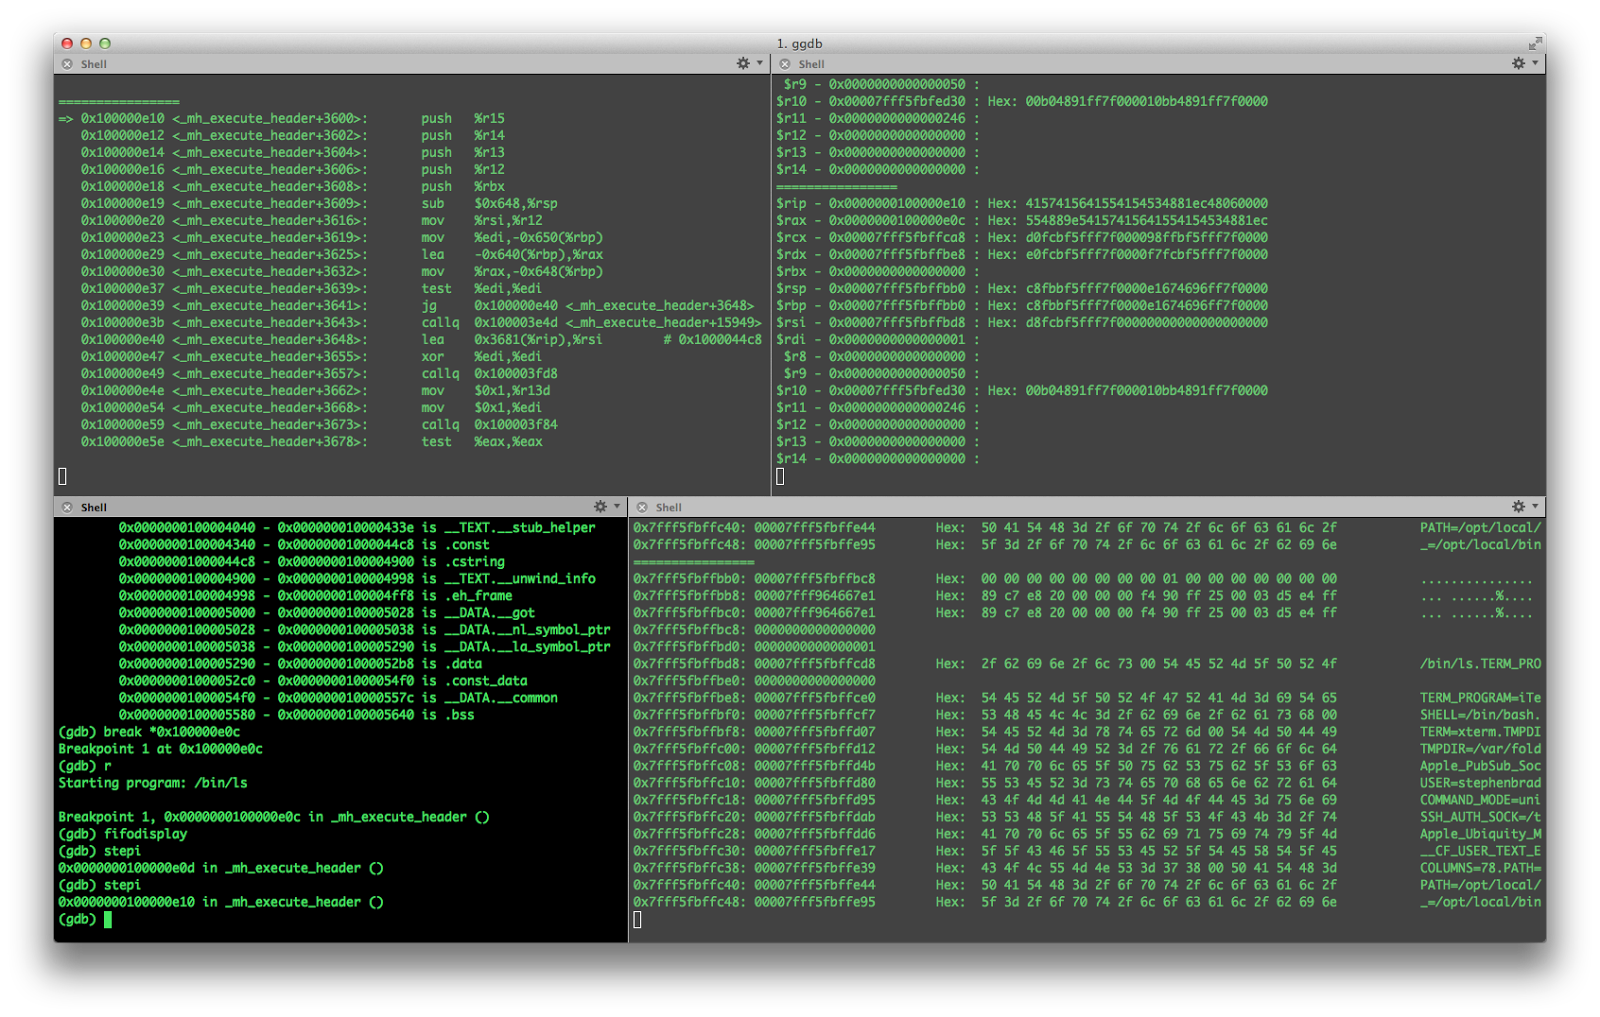 1. ggdb
Shell
================
=> 0x100000e10 <_mh_execute_header+3600>: push %r15
0x100000e12 <_mh_execute_header+3602>: push %r14
0x100000e14 <_mh_execute_header+3604>: push %r13
0x100000e16 <_mh_execute_header+3606>: push %r12
0x100000e18 <_mh_execute_header+3608>: push %rbx
0x100000e19 <_mh_execute_header+3609>: sub $0x648,%rsp
0x100000e20 <_mh_execute_header+3616>: mov %rsi,%r12
0x100000e23 <_mh_execute_header+3619>: mov %edi,-0x650(%rbp)
0x100000e29 <_mh_execute_header+3625>: lea -0x640(%rbp),%rax
0x100000e30 <_mh_execute_header+3632>: mov %rax,-0x648(%rbp)
0x100000e37 <_mh_execute_header+3639>: test %edi,%edi
0x100000e39 <_mh_execute_header+3641>: jg 0x100000e40 <_mh_execute_header+3648>
0x100000e3b <_mh_execute_header+3643>: callq 0x100003e4d <_mh_execute_header+15949>
0x100000e40 <_mh_execute_header+3648>: lea 0x3681(%rip),%rsi # 0x1000044c8
0x100000e47 <_mh_execute_header+3655>: xor %edi,%edi
0x100000e49 <_mh_execute_header+3657>: callq 0x100003fd8
0x100000e4e <_mh_execute_header+3662>: mov $0x1,%r13d
0x100000e54 <_mh_execute_header+3668>: mov $0x1,%edi
0x100000e59 <_mh_execute_header+3673>: callq 0x100003f84
0x100000e5e <_mh_execute_header+3678>: test %eax,%eax
Shell
$r9 - 0x0000000000000050 :
$r10 - 0x00007fff5fbfed30 : Hex: 00b04891ff7f000010bb4891ff7f0000
$r11 - 0x0000000000000246 :
$r12 - 0x0000000000000000 :
$r13 - 0x0000000000000000 :
$r14 - 0x0000000000000000 :
================
$rip - 0x0000000100000e10 : Hex: 4157415641554154534881ec48060000
$rax - 0x0000000100000e0c : Hex: 554889e54157415641554154534881ec
$rcx - 0x00007fff5fbffca8 : Hex: d0fcbf5fff7f000098ffbf5fff7f0000
$rdx - 0x00007fff5fbffbe8 : Hex: e0fcbf5fff7f0000f7fcbf5fff7f0000
$rbx - 0x0000000000000000 :
$rsp - 0x00007fff5fbffbb0 : Hex: c8fbbf5fff7f0000e1674696ff7f0000
$rbp - 0x00007fff5fbffbb0 : Hex: c8fbbf5fff7f0000e1674696ff7f0000
$rsi - 0x00007fff5fbffbd8 : Hex: d8fcbf5fff7f00000000000000000000
$rdi - 0x0000000000000001 :
$r8 - 0x0000000000000000 :
$r9 - 0x0000000000000050 :
$r10 - 0x00007fff5fbfed30 : Hex: 00b04891ff7f000010bb4891ff7f0000
$r11 - 0x0000000000000246 :
$r12 - 0x0000000000000000 :
$r13 - 0x0000000000000000 :
$r14 - 0x0000000000000000 :
Shell
0x0000000100004040 - 0x000000010000433e is __TEXT.__stub_helper
0x0000000100004340 - 0x00000001000044c8 is .const
0x00000001000044c8 - 0x0000000100004900 is .cstring
0x0000000100004900 - 0x0000000100004998 is __TEXT.__unwind_info
0x0000000100004998 - 0x0000000100004ff8 is .eh_frame
0x0000000100005000 - 0x0000000100005028 is __DATA.__got
0x0000000100005028 - 0x0000000100005038 is __DATA.__nl_symbol_ptr
0x0000000100005038 - 0x0000000100005290 is __DATA.__la_symbol_ptr
0x0000000100005290 - 0x00000001000052b8 is .data
0x00000001000052c0 - 0x00000001000054f0 is .const_data
0x00000001000054f0 - 0x000000010000557c is __DATA.__common
0x0000000100005580 - 0x0000000100005640 is .bss
(gdb) break *0x100000e0c
Breakpoint 1 at 0x100000e0c
(gdb) r
Starting program: /bin/ls
Breakpoint 1, 0x0000000100000e0c in _mh_execute_header ()
(gdb) fifodisplay
(gdb) stepi
0x0000000100000e0d in _mh_execute_header ()
(gdb) stepi
0x0000000100000e10 in _mh_execute_header ()
(gdb)
Shell
0x7fff5fbffc40: 00007fff5fbffe44 Hex: 50 41 54 48 3d 2f 6f 70 74 2f 6c 6f 63 61 6c 2f PATH=/opt/local/
0x7fff5fbffc48: 00007fff5fbffe95 Hex: 5f 3d 2f 6f 70 74 2f 6c 6f 63 61 6c 2f 62 69 6e _=/opt/local/bin
================
0x7fff5fbffbb0: 00007fff5fbffbc8 Hex: 00 00 00 00 00 00 00 00 01 00 00 00 00 00 00 00 ...............
0x7fff5fbffbb8: 00007fff964667e1 Hex: 89 c7 e8 20 00 00 00 f4 90 ff 25 00 03 d5 e4 ff ... ......%....
0x7fff5fbffbc0: 00007fff964667e1 Hex: 89 c7 e8 20 00 00 00 f4 90 ff 25 00 03 d5 e4 ff ... ......%....
0x7fff5fbffbc8: 0000000000000000
0x7fff5fbffbd0: 0000000000000001
0x7fff5fbffbd8: 00007fff5fbffcd8 Hex: 2f 62 69 6e 2f 6c 73 00 54 45 52 4d 5f 50 52 4f /bin/ls.TERM_PRO
0x7fff5fbffbe0: 0000000000000000
0x7fff5fbffbe8: 00007fff5fbffce0 Hex: 54 45 52 4d 5f 50 52 4f 47 52 41 4d 3d 69 54 65 TERM_PROGRAM=iTe
0x7fff5fbffbf0: 00007fff5fbffcf7 Hex: 53 48 45 4c 4c 3d 2f 62 69 6e 2f 62 61 73 68 00 SHELL=/bin/bash.
0x7fff5fbffbf8: 00007fff5fbffd07 Hex: 54 45 52 4d 3d 78 74 65 72 6d 00 54 4d 50 44 49 TERM=xterm.TMPDI
0x7fff5fbffc00: 00007fff5fbffd12 Hex: 54 4d 50 44 49 52 3d 2f 76 61 72 2f 66 6f 6c 64 TMPDIR=/var/fold
0x7fff5fbffc08: 00007fff5fbffd4b Hex: 41 70 70 6c 65 5f 50 75 62 53 75 62 5f 53 6f 63 Apple_PubSub_Soc
0x7fff5fbffc10: 00007fff5fbffd80 Hex: 55 53 45 52 3d 73 74 65 70 68 65 6e 62 72 61 64 USER=stephenbrad
0x7fff5fbffc18: 00007fff5fbffd95 Hex: 43 4f 4d 4d 41 4e 44 5f 4d 4f 44 45 3d 75 6e 69 COMMAND_MODE=uni
0x7fff5fbffc20: 00007fff5fbffdab Hex: 53 53 48 5f 41 55 54 48 5f 53 4f 43 4b 3d 2f 74 SSH_AUTH_SOCK=/t
0x7fff5fbffc28: 00007fff5fbffdd6 Hex: 41 70 70 6c 65 5f 55 62 69 71 75 69 74 79 5f 4d Apple_Ubiquity_M
0x7fff5fbffc30: 00007fff5fbffe17 Hex: 5f 5f 43 46 5f 55 53 45 52 5f 54 45 58 54 5f 45 __CF_USER_TEXT_E
0x7fff5fbffc38: 00007fff5fbffe39 Hex: 43 4f 4c 55 4d 4e 53 3d 37 38 00 50 41 54 48 3d COLUMNS=78.PATH=
0x7fff5fbffc40: 00007fff5fbffe44 Hex: 50 41 54 48 3d 2f 6f 70 74 2f 6c 6f 63 61 6c 2f PATH=/opt/local/
0x7fff5fbffc48: 00007fff5fbffe95 Hex: 5f 3d 2f 6f 70 74 2f 6c 6f 63 61 6c 2f 62 69 6e _=/opt/local/bin